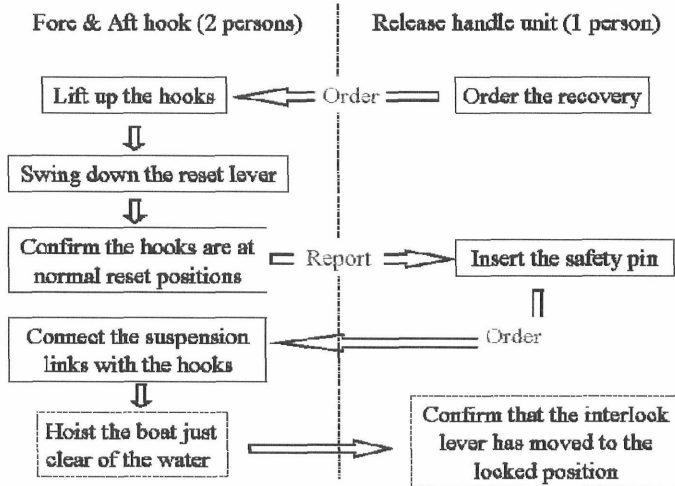 Fore & Aft hook (2 persons)
Release handle unit (1 person)
Lift up the hooks
Order
Order the recovery
Swing down the reset lever
Confirm the hooks are at
normal reset positions
Report
Insert the safety pin
Connect the suspension
links with the hooks
Order
Hoist the boat just
clear of the water
Confirm that the interlook
lever has moved to the
locked position